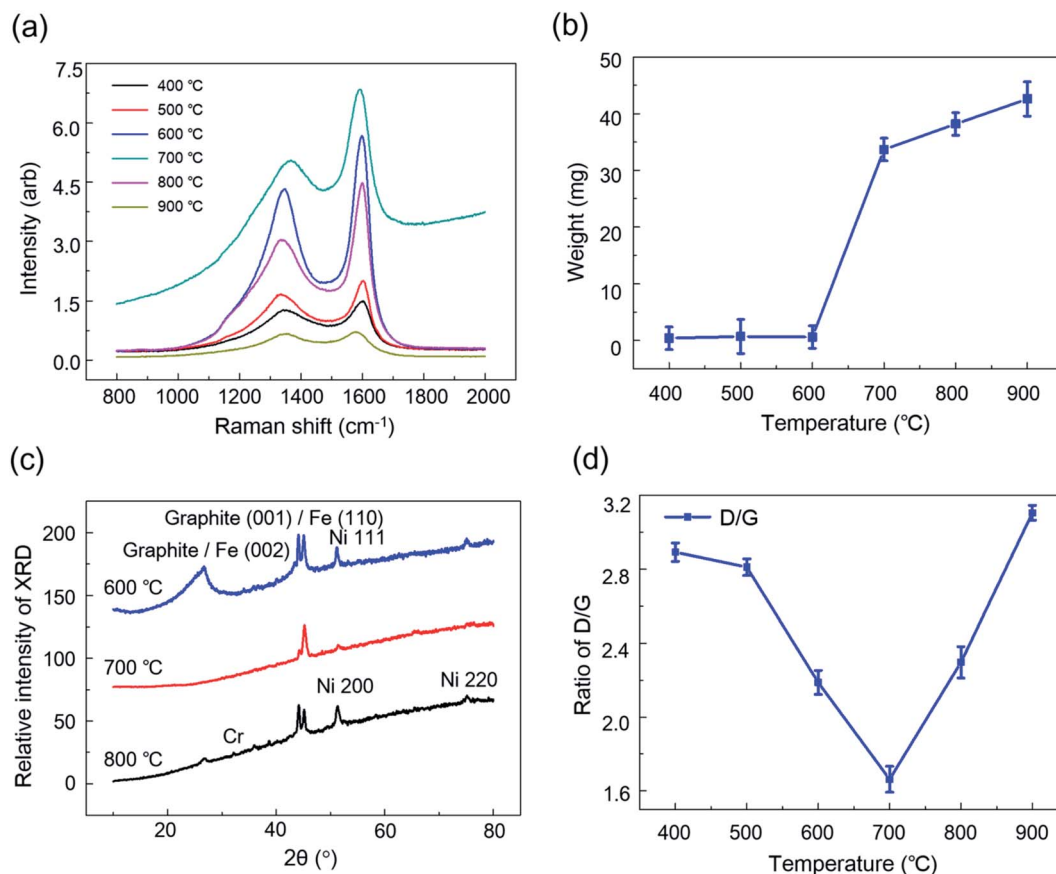 (a)
7.5
6.0
4.5
3.0
1.5
0.0
400 ℃
500 ℃
600 ℃
700 ℃
800 ℃
900 ℃
Intensity (arb)
800 1000 1200 1400 1600 1800 2000
Raman shift (cm⁻¹)
(b)
50
40
30
20
10
0
Weight (mg)
400 500 600 700 800 900
Temperature (℃)
(c)
200
150
100
50
0
Relative intensity of XRD
Graphite (001) / Fe (110)
Ni 111
Graphite / Fe (002)
600 ℃
700 ℃
Ni 200
Ni 220
Cr
800 ℃
20 40 60 80
2θ (°)
(d)
3.2
2.8
2.4
2.0
1.6
D/G
Ratio of D/G
400 500 600 700 800 900
Temperature (℃)